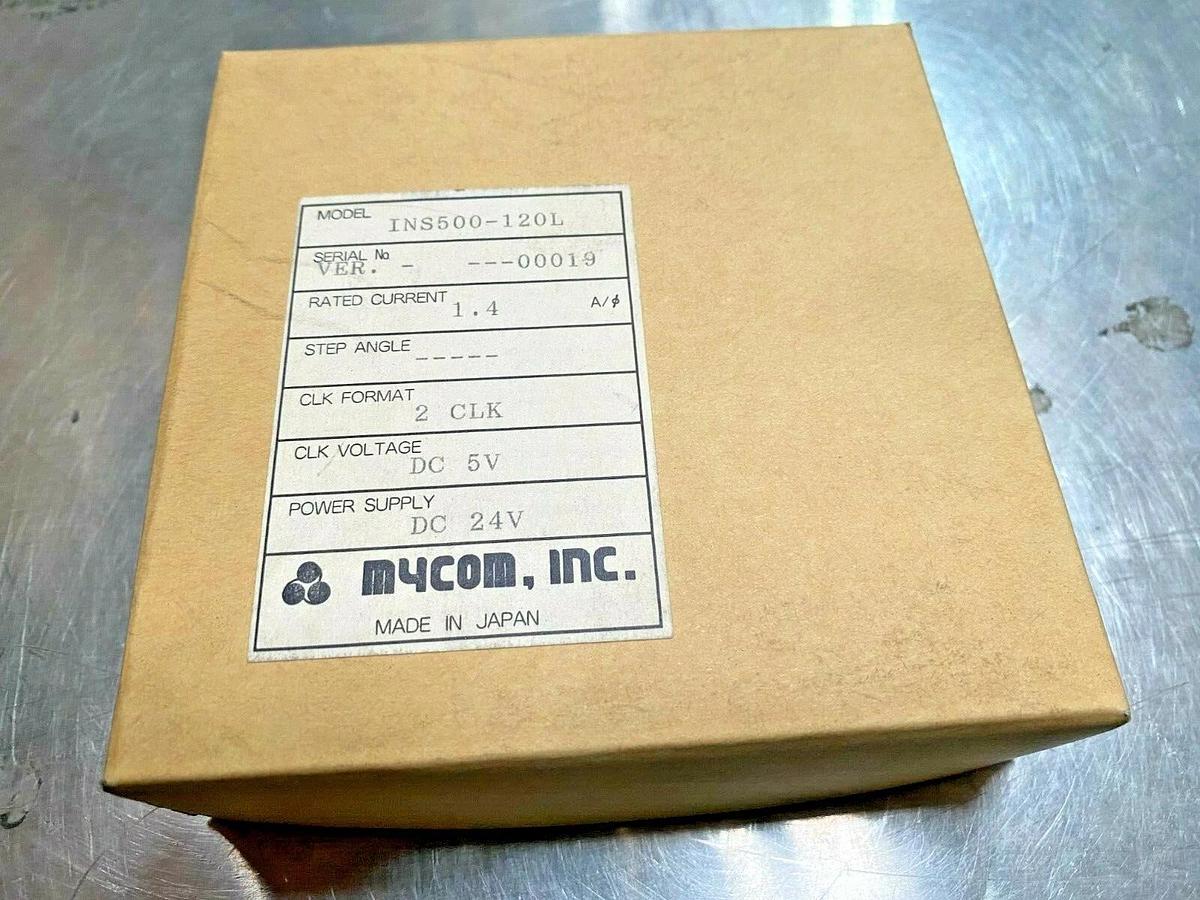 MODEL INS500-120L
SERIAL No
VER. - ---00019
RATED CURRENT 1.4 A/φ
STEP ANGLE -----
CLK FORMAT 2 CLK
CLK VOLTAGE DC 5V
POWER SUPPLY DC 24V
MYCOM, INC.
MADE IN JAPAN